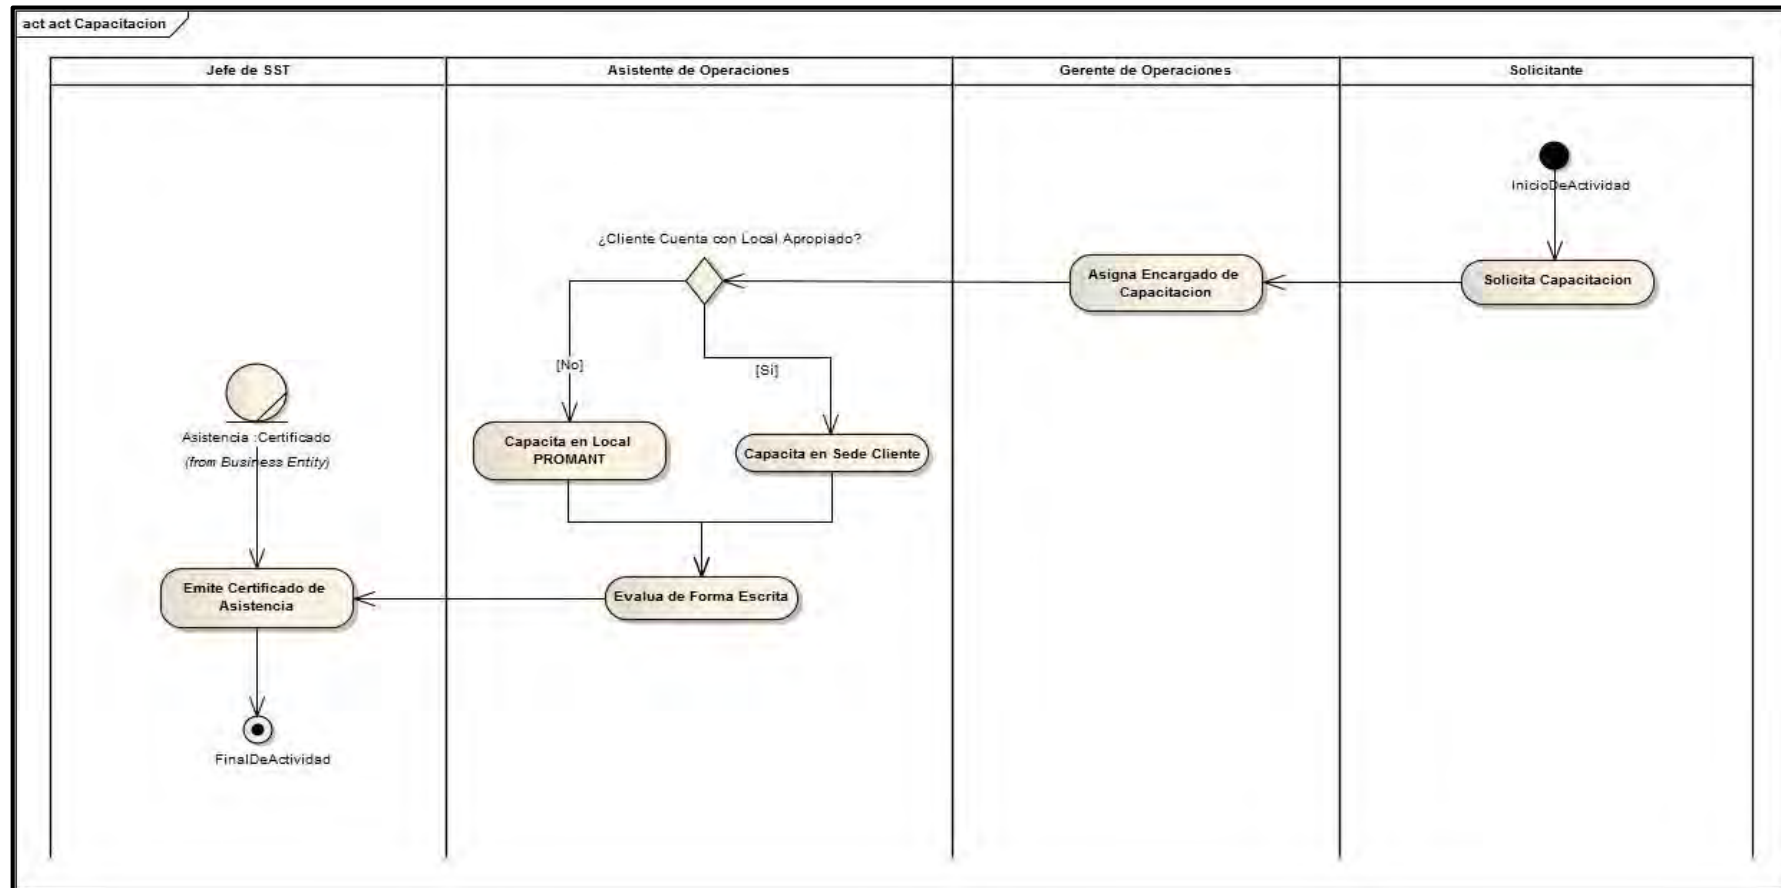 act act Capacitacion
Jefe de SST
Asistente de Operaciones
Gerente de Operaciones
Solicitante
InicioDeActividad
¿Cliente Cuenta con Local Apropiado?
Asigna Encargado de
Capacitacion
Solicita Capacitacion
[No]
[Si]
Asistencia :Certificado
(from Business Entity)
Capacita en Local
PROMANT
Capacita en Sede Cliente
Emite Certificado de
Asistencia
Evalua de Forma Escrita
FinalDeActividad